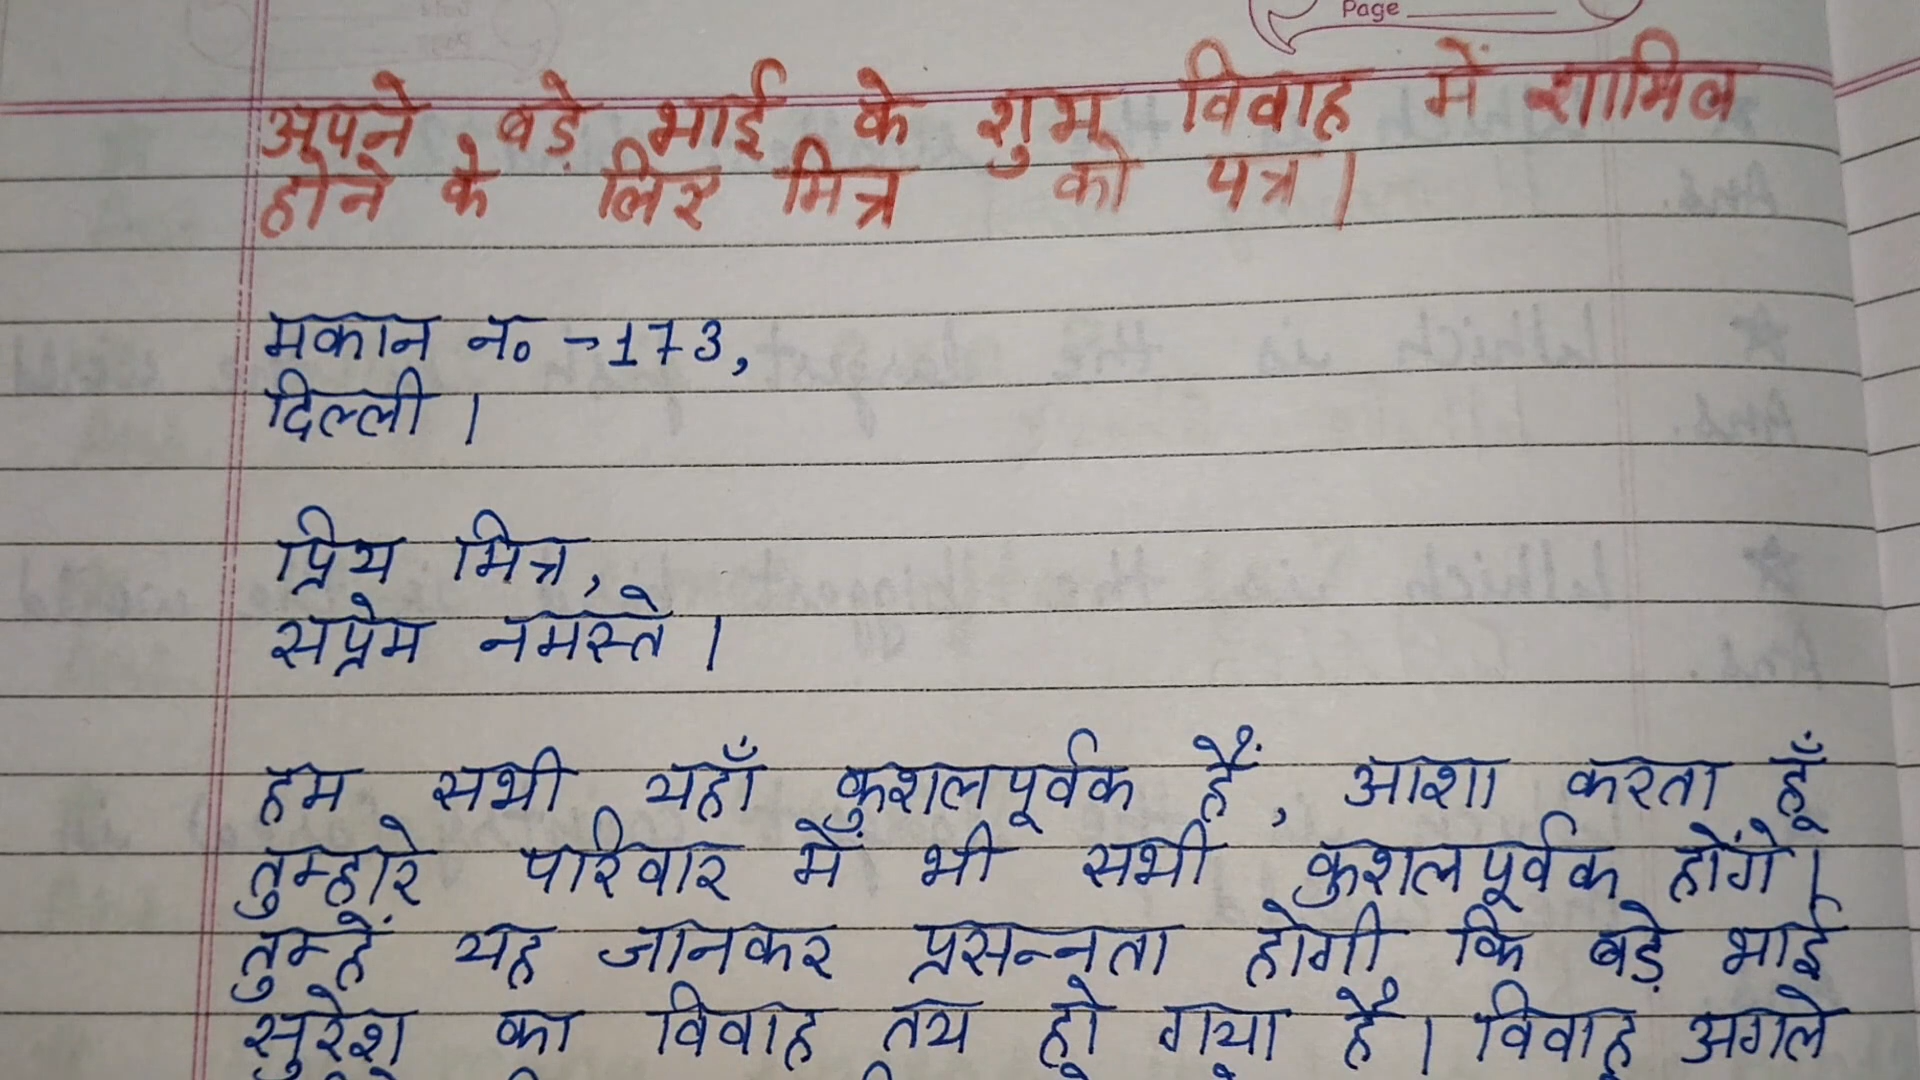 Page
अपने बड़े भाई के शुभ विवाह में शामिल
होने के लिए मित्र को पत्र।
मकान नं० -173,
दिल्ली।
प्रिय मित्र,
सप्रेम नमस्ते।
हम सभी यहाँ कुशलपूर्वक हैं, आशा करता हूँ
तुम्हारे परिवार में भी सभी कुशलपूर्वक होंगे।
तुम्हें यह जानकर प्रसन्नता होगी कि बड़े भाई
सुरेश का विवाह तय हो गया है। विवाह अगले